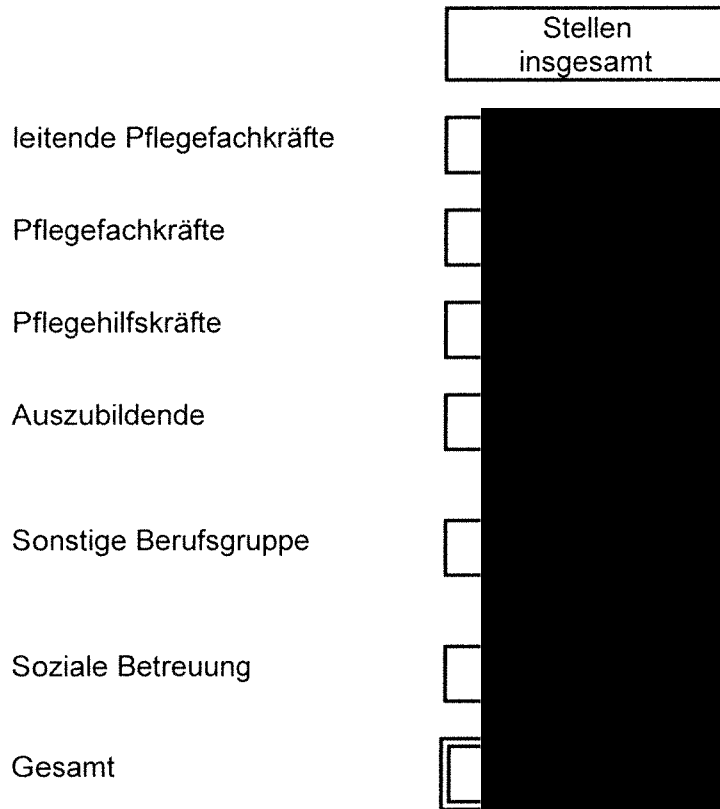 Stellen
insgesamt
leitende Pflegefachkräfte
Pflegefachkräfte
Pflegehilfskräfte
Auszubildende
Sonstige Berufsgruppe
Soziale Betreuung
Gesamt